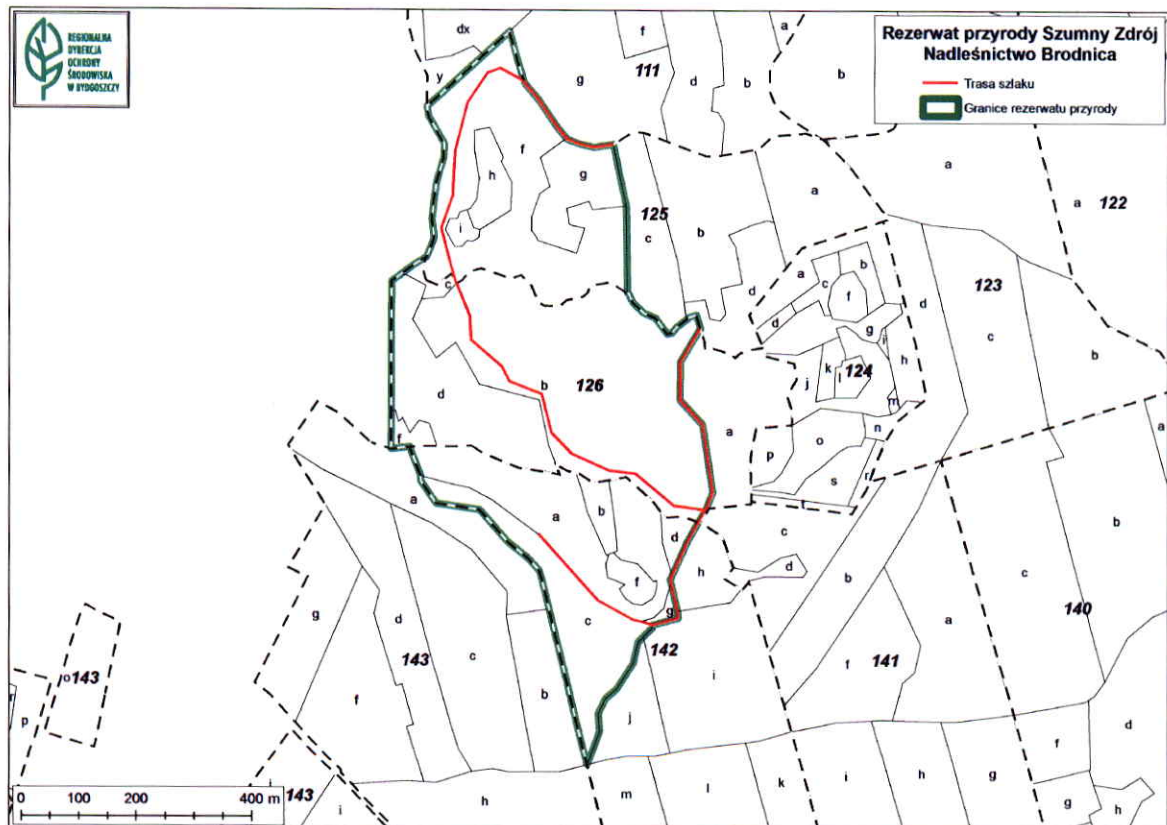 REGIONALNA
DYREKCJA
OCHRONY
ŚRODOWISKA
W BYDGOSZCZY
Rezerwat przyrody Szumny Zdrój
Nadleśnictwo Brodnica
Trasa szlaku
Granice rezerwatu przyrody
dx
f
a
y
g
111
d
b
b
f
h
g
i
125
c
b
a
a
a
122
d
a
c
b
f
d
g
i
h
d
123
c
b
c
b
126
d
f
a
j
k
l
124
m
n
o
p
s
r
t
a
a
a
b
d
h
f
g
c
c
d
b
a
c
b
140
g
d
143
c
b
f
142
i
j
f
141
o
143
r
p
i
143
i
h
m
l
k
i
h
g
f
d
g
h
0
100
200
400 m